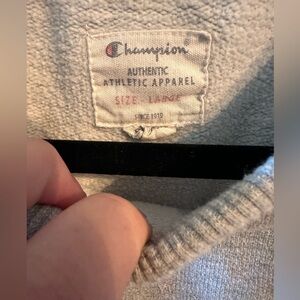 Champion
AUTHENTIC
ATHLETIC APPAREL
SIZE - LARGE
SINCE 1919